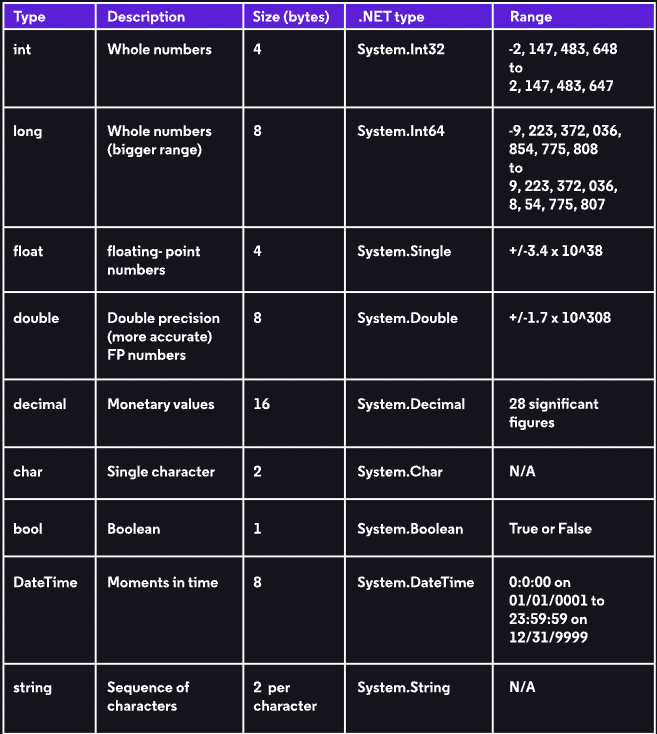 Type Description Size (bytes) .NET type Range
int Whole numbers 4 System.Int32 -2, 147, 483, 648
to
2, 147, 483, 647
long Whole numbers 8 System.Int64 -9, 223, 372, 036,
(bigger range) 854, 775, 808
to
9, 223, 372, 036,
8, 54, 775, 807
float floating- point 4 System.Single +/-3.4 x 10^38
numbers
double Double precision 8 System.Double +/-1.7 x 10^308
(more accurate)
FP numbers
decimal Monetary values 16 System.Decimal 28 significant
figures
char Single character 2 System.Char N/A
bool Boolean 1 System.Boolean True or False
DateTime Moments in time 8 System.DateTime 0:0:00 on
01/01/0001 to
23:59:59 on
12/31/9999
string Sequence of 2 per System.String N/A
characters character